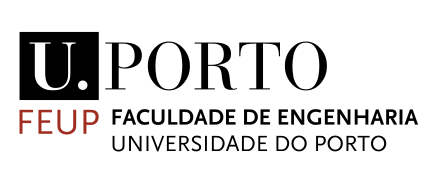 U.PORTO
FEUP FACULDADE DE ENGENHARIA
UNIVERSIDADE DO PORTO